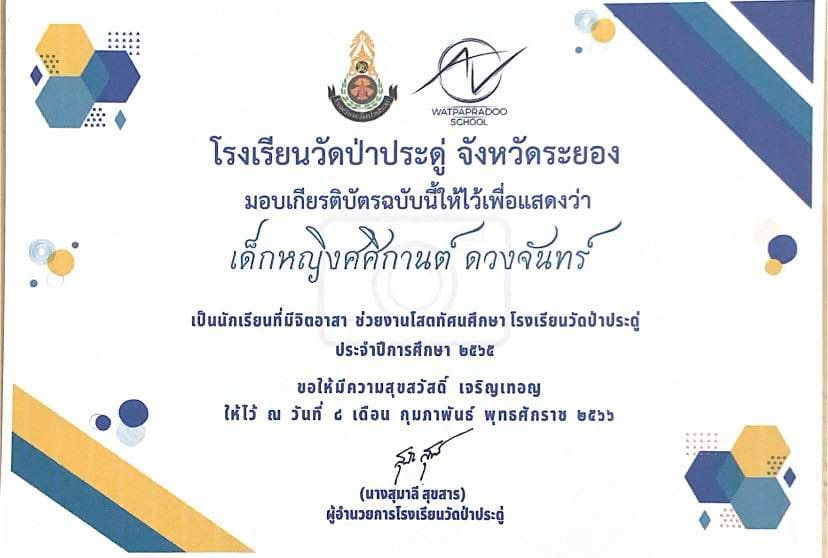 WATPAPRADOO
SCHOOL
โรงเรียนวัดป่าประดู่ จังหวัดระยอง
มอบเกียรติบัตรฉบับนี้ให้ไว้เพื่อแสดงว่า
เด็กหญิงศศิกานต์ ดวงจันทร์
เป็นนักเรียนที่มีจิตอาสา ช่วยงานโสตทัศนศึกษา โรงเรียนวัดป่าประดู่
ประจำปีการศึกษา ๒๕๖๕
ขอให้มีความสุขสวัสดิ์ เจริญเทอญ
ให้ไว้ ณ วันที่ ๘ เดือน กุมภาพันธ์ พุทธศักราช ๒๕๖๖
(นางสุมาลี สุขสาร)
ผู้อำนวยการโรงเรียนวัดป่าประดู่